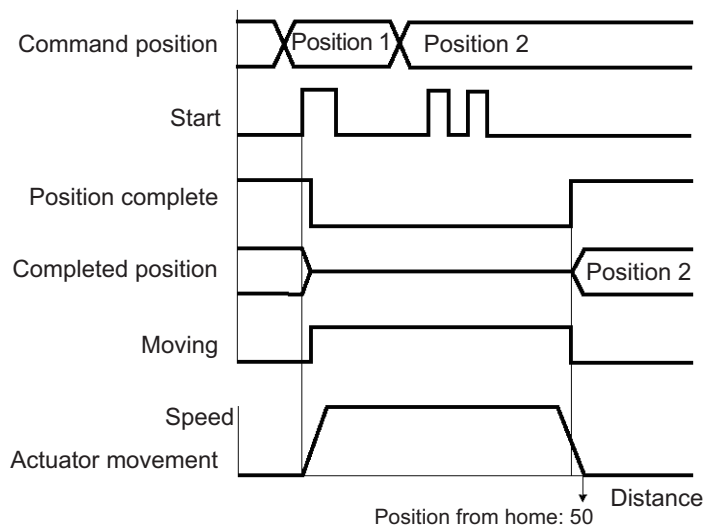 Command position
Position 1
Position 2
Start
Position complete
Completed position
Position 2
Moving
Speed
Actuator movement
Distance
Position from home: 50